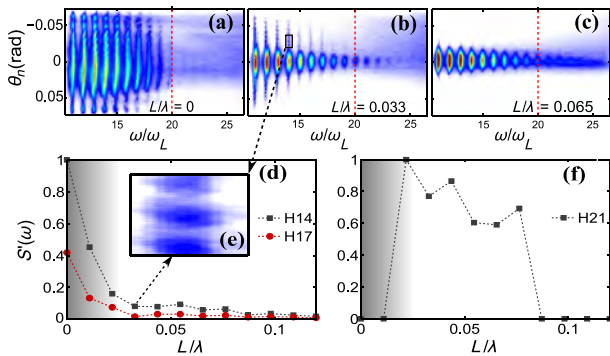 (a) (b) (c)
θn(rad) -0.05 0 0.05
L/λ = 0 L/λ = 0.033 L/λ = 0.065
15 20 25 15 20 25 15 20 25
ω/ωL ω/ωL ω/ωL
(d) (e) (f)
S'(ω)
1 0.8 0.6 0.4 0.2 0
H14
H17
0 0.05 0.1
L/λ
1 0.8 0.6 0.4 0.2 0
H21
0 0.05 0.1
L/λ